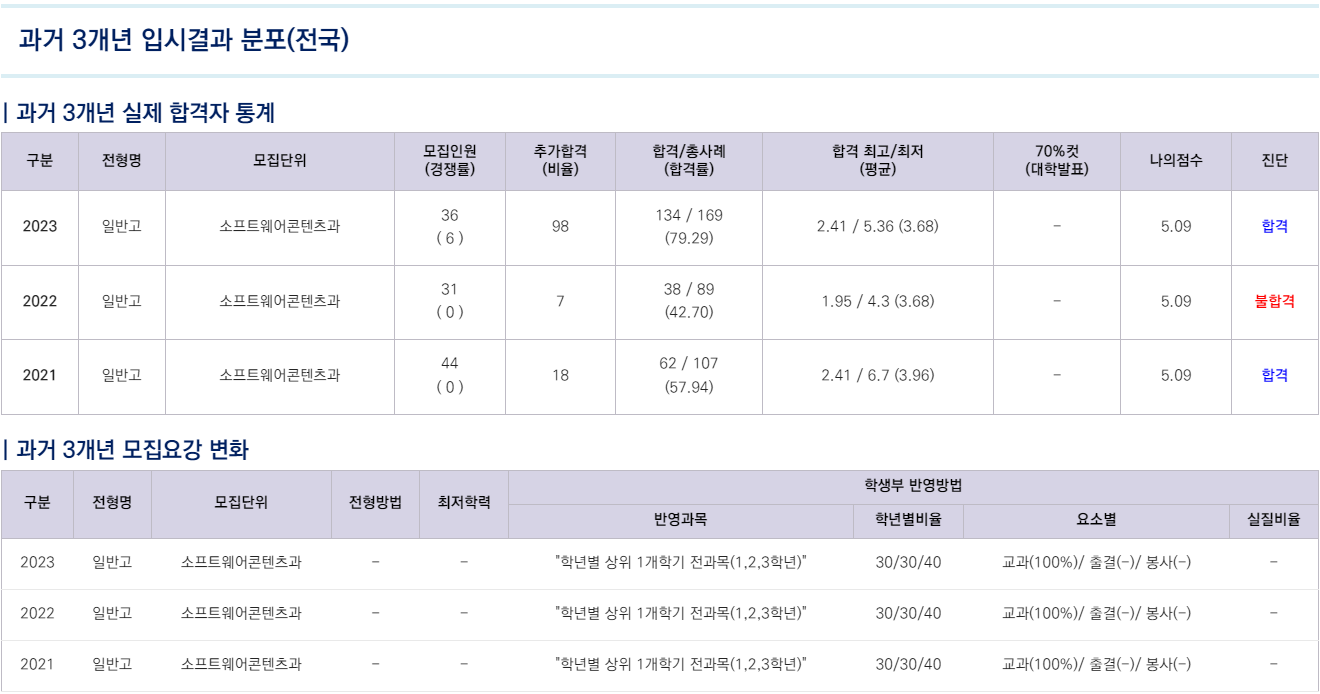 과거 3개년 입시결과 분포(전국)
| 과거 3개년 실제 합격자 통계
구분 전형명 모집단위 모집인원 (경쟁률) 추가합격 (비율) 합격/총사례 (합격률) 합격 최고/최저 (평균) 70%컷 (대학발표) 나의점수 진단
2023 일반고 소프트웨어콘텐츠과 36 ( 6 ) 98 134 / 169 (79.29) 2.41 / 5.36 (3.68) - 5.09 합격
2022 일반고 소프트웨어콘텐츠과 31 ( 0 ) 7 38 / 89 (42.70) 1.95 / 4.3 (3.68) - 5.09 불합격
2021 일반고 소프트웨어콘텐츠과 44 ( 0 ) 18 62 / 107 (57.94) 2.41 / 6.7 (3.96) - 5.09 합격
| 과거 3개년 모집요강 변화
구분 전형명 모집단위 전형방법 최저학력 학생부 반영방법
반영과목 학년별비율 요소별 실질비율
2023 일반고 소프트웨어콘텐츠과 - - "학년별 상위 1개학기 전과목(1,2,3학년)" 30/30/40 교과(100%)/ 출결(-)/ 봉사(-) -
2022 일반고 소프트웨어콘텐츠과 - - "학년별 상위 1개학기 전과목(1,2,3학년)" 30/30/40 교과(100%)/ 출결(-)/ 봉사(-) -
2021 일반고 소프트웨어콘텐츠과 - - "학년별 상위 1개학기 전과목(1,2,3학년)" 30/30/40 교과(100%)/ 출결(-)/ 봉사(-) -